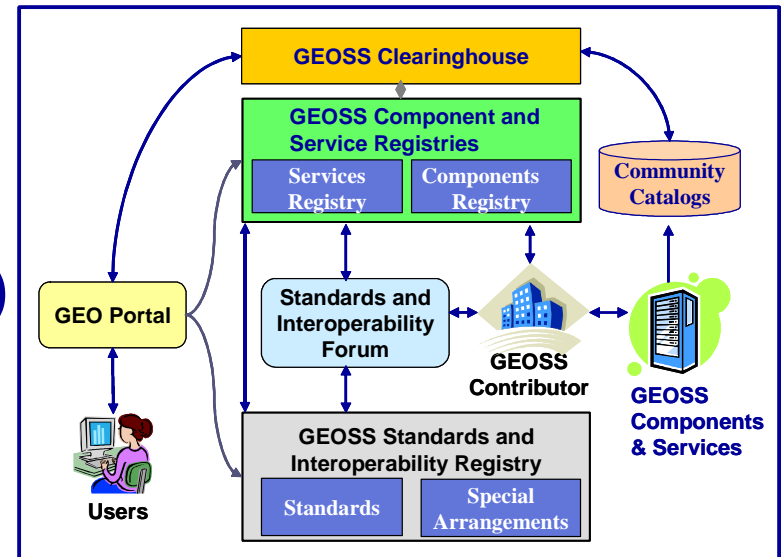 GEOSS Clearinghouse
GEOSS Component and
Service Registries
Services
Registry
Components
Registry
Community
Catalogs
GEO Portal
Standards and
Interoperability
Forum
GEOSS
Contributor
GEOSS
Components
& Services
Users
GEOSS Standards and
Interoperability Registry
Standards
Special
Arrangements